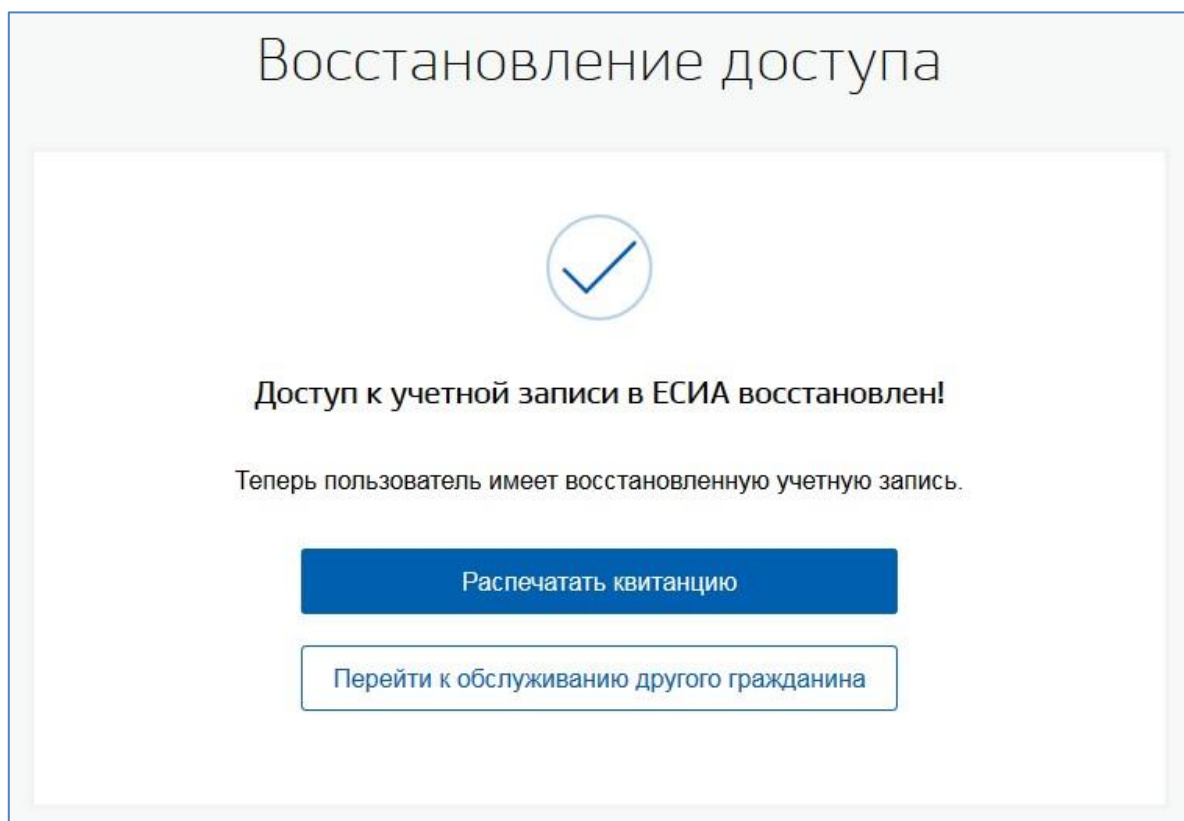 Восстановление доступа
Доступ к учетной записи в ЕСИА восстановлен!
Теперь пользователь имеет восстановленную учетную запись.
Распечатать квитанцию
Перейти к обслуживанию другого гражданина